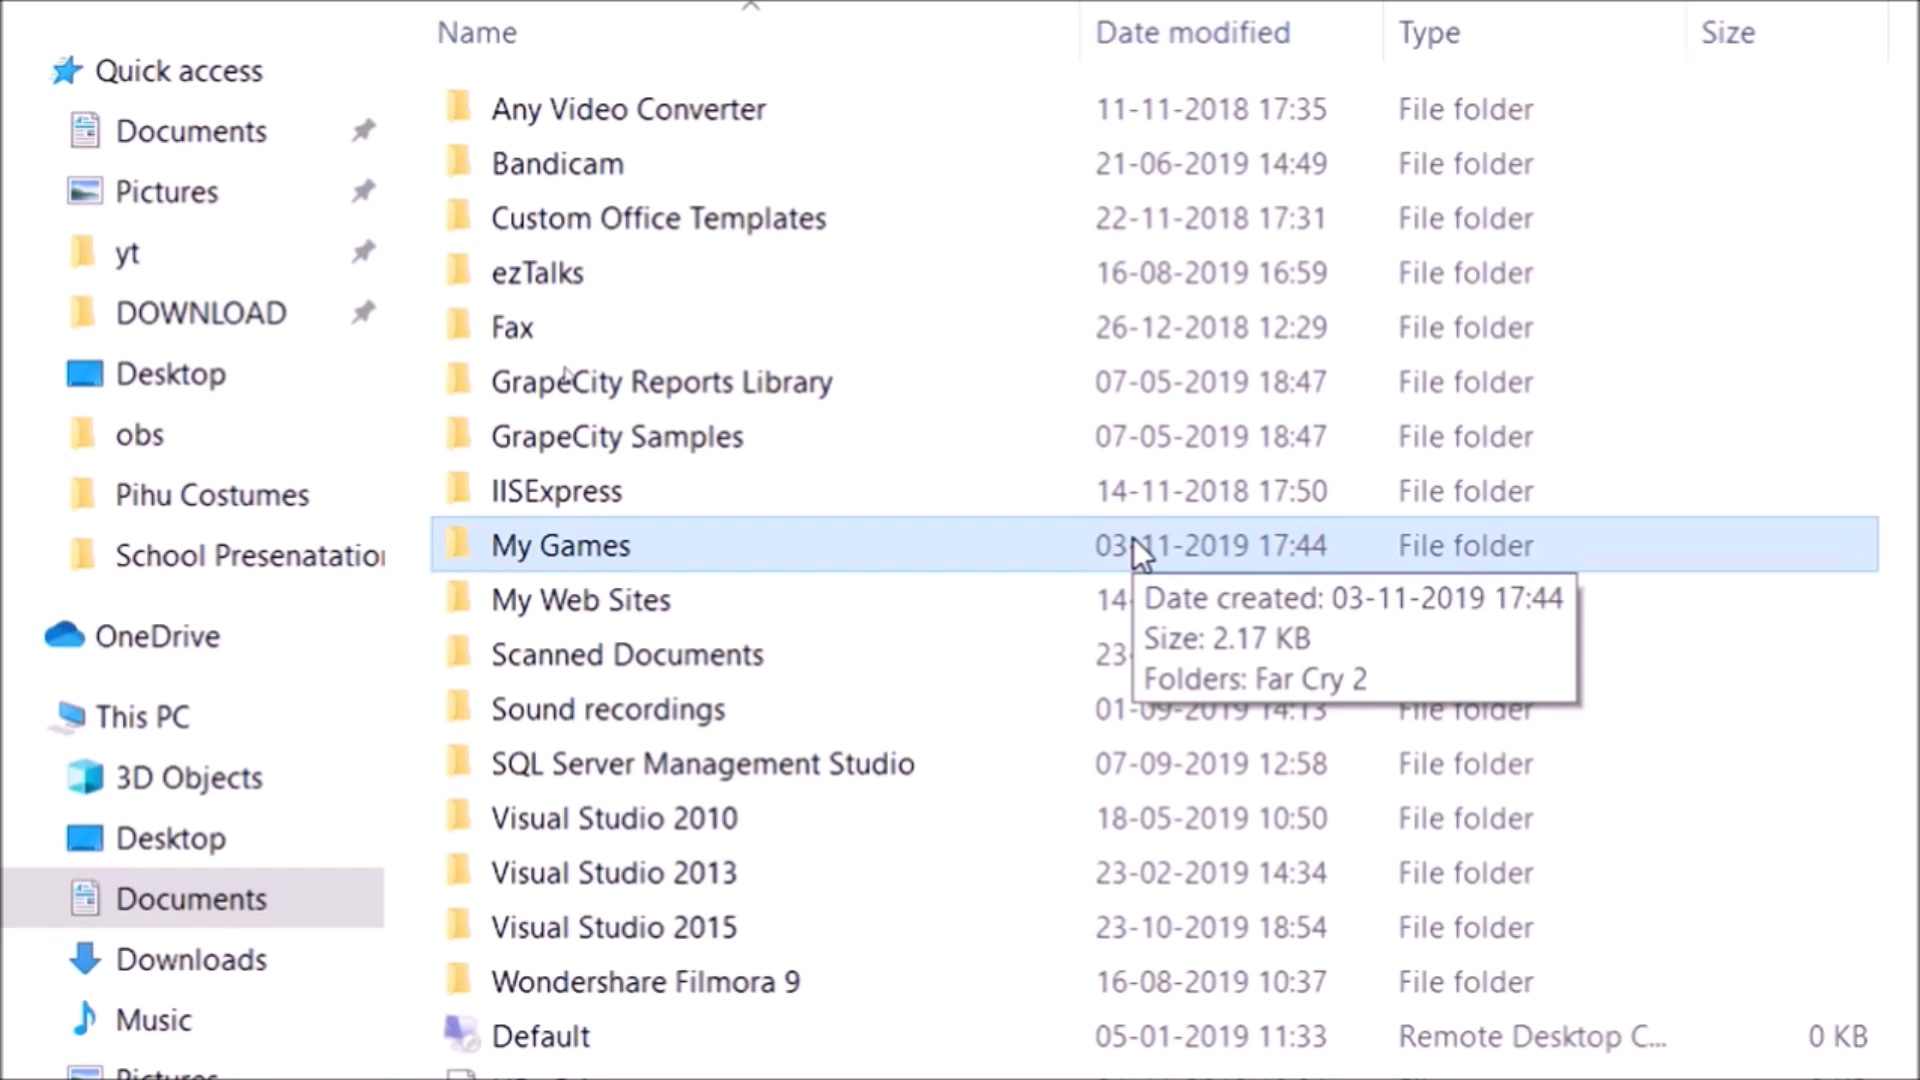 Name Date modified Type Size
Quick access
Documents
Pictures
yt
DOWNLOAD
Desktop
obs
Pihu Costumes
School Presenatation
OneDrive
This PC
3D Objects
Desktop
Documents
Downloads
Music
Pictures
Any Video Converter 11-11-2018 17:35 File folder
Bandicam 21-06-2019 14:49 File folder
Custom Office Templates 22-11-2018 17:31 File folder
ezTalks 16-08-2019 16:59 File folder
Fax 26-12-2018 12:29 File folder
GrapeCity Reports Library 07-05-2019 18:47 File folder
GrapeCity Samples 07-05-2019 18:47 File folder
IISExpress 14-11-2018 17:50 File folder
My Games 03-11-2019 17:44 File folder
My Web Sites 14-
Scanned Documents 23-
Sound recordings 01-09-2019 14:13 File folder
SQL Server Management Studio 07-09-2019 12:58 File folder
Visual Studio 2010 18-05-2019 10:50 File folder
Visual Studio 2013 23-02-2019 14:34 File folder
Visual Studio 2015 23-10-2019 18:54 File folder
Wondershare Filmora 9 16-08-2019 10:37 File folder
Default 05-01-2019 11:33 Remote Desktop C... 0 KB
Date created: 03-11-2019 17:44
Size: 2.17 KB
Folders: Far Cry 2